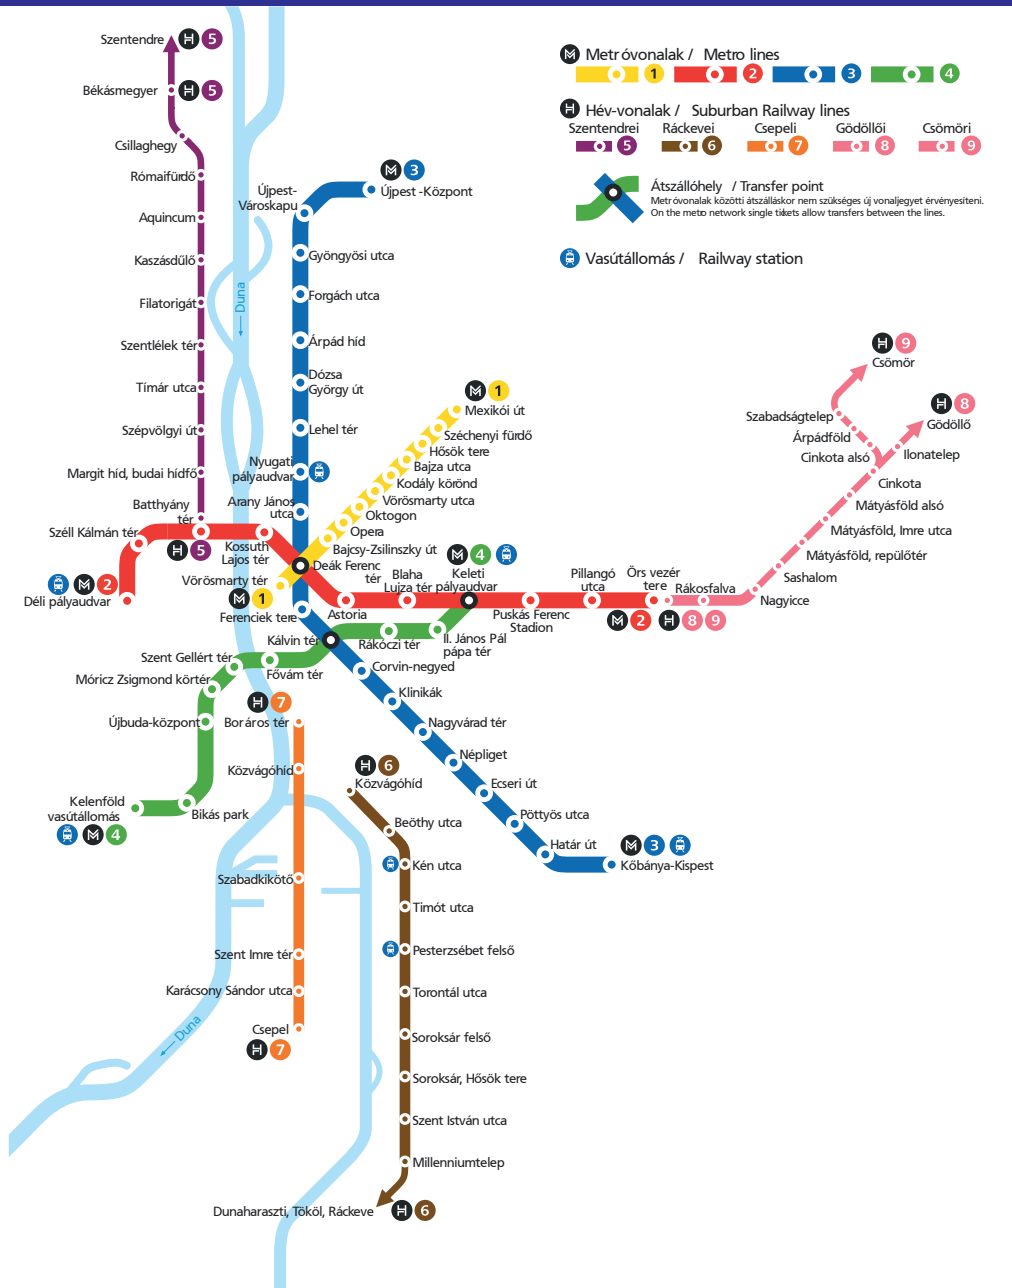 Szentendre 5
Békásmegyer 5
Csillaghegy
Rómaifürdő
Aquincum
Kaszásdűlő
Filatorigát
Szentlélek tér
Tímár utca
Szépvölgyi út
Margit híd, budai hídfő
Batthyány
tér
5
Széll Kálmán tér
2
Déli pályaudvar
Kossuth
Lajos tér
Vörösmarty tér
1
Duna
Metróvonalak / Metro lines
1 2 3 4
Hév-vonalak / Suburban Railway lines
Szentendrei Ráckevei Csepeli Gödöllői Csömöri
5 6 7 8 9
Átszállóhely / Transfer point
Metróvonalak közötti átszálláskor nem szükséges új vonaljegyet érvényesíteni.
On the metro network single tickets allow transfers between the lines.
Vasútállomás / Railway station
3
Újpest -Központ
Újpest-
Városkapu
Gyöngyösi utca
Forgách utca
Árpád híd
Dózsa
György út
Lehel tér
Nyugati
pályaudvar
Arany János
utca
1
Mexikói út
Széchenyi fürdő
Hősök tere
Bajza utca
Kodály körönd
Vörösmarty utca
Oktogon
Opera
Bajcsy-Zsilinszky út
Deák Ferenc
tér
4
Keleti
pályaudvar
Blaha
Lujza tér
Astoria
Ferenciek tere
Kálvin tér
Rákóczi tér
II. János Pál
pápa tér
Puskás Ferenc
Stadion
Pillangó
utca
Örs vezér
tere
2 8 9
Rákosfalva
Nagyicce
Sashalom
Mátyásföld, repülőtér
Mátyásföld, Imre utca
Mátyásföld alsó
Cinkota
Cinkota alsó
Árpádföld
Szabadságtelep
9
Csömör
8
Gödöllő
Ilonatelep
Szent Gellért tér
Fővám tér
Móricz Zsigmond körtér
Újbuda-központ
Bikás park
Kelenföld
vasútállomás
4
7
Boráros tér
Közvágóhíd
Szabadkikötő
Szent Imre tér
Karácsony Sándor utca
Csepel
7
Duna
Corvin-negyed
Klinikák
Nagyvárad tér
Népliget
Ecseri út
Pöttyös utca
Határ út
3
Kőbánya-Kispest
6
Közvágóhíd
Beöthy utca
Kén utca
Timót utca
Pesterzsébet felső
Torontál utca
Soroksár felső
Soroksár, Hősök tere
Szent István utca
Millenniumtelep
Dunaharaszti, Tököl, Ráckeve 6